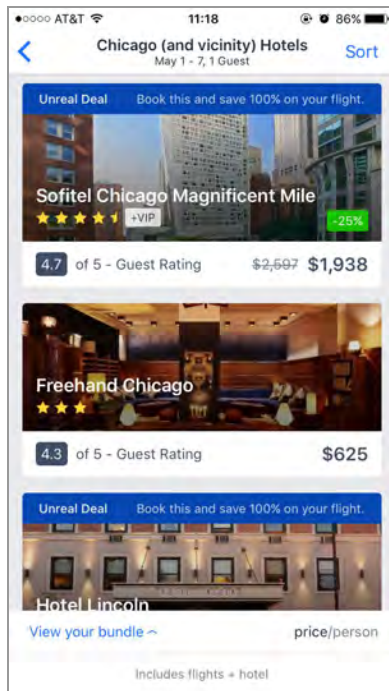 AT&T 11:18 86%
Chicago (and vicinity) Hotels
May 1 - 7, 1 Guest
Sort
Unreal Deal Book this and save 100% on your flight.
Sofitel Chicago Magnificent Mile
+VIP
-25%
4.7 of 5 - Guest Rating $2,597 $1,938
Freehand Chicago
4.3 of 5 - Guest Rating $625
Unreal Deal Book this and save 100% on your flight.
Hotel Lincoln
View your bundle price/person
Includes flights + hotel